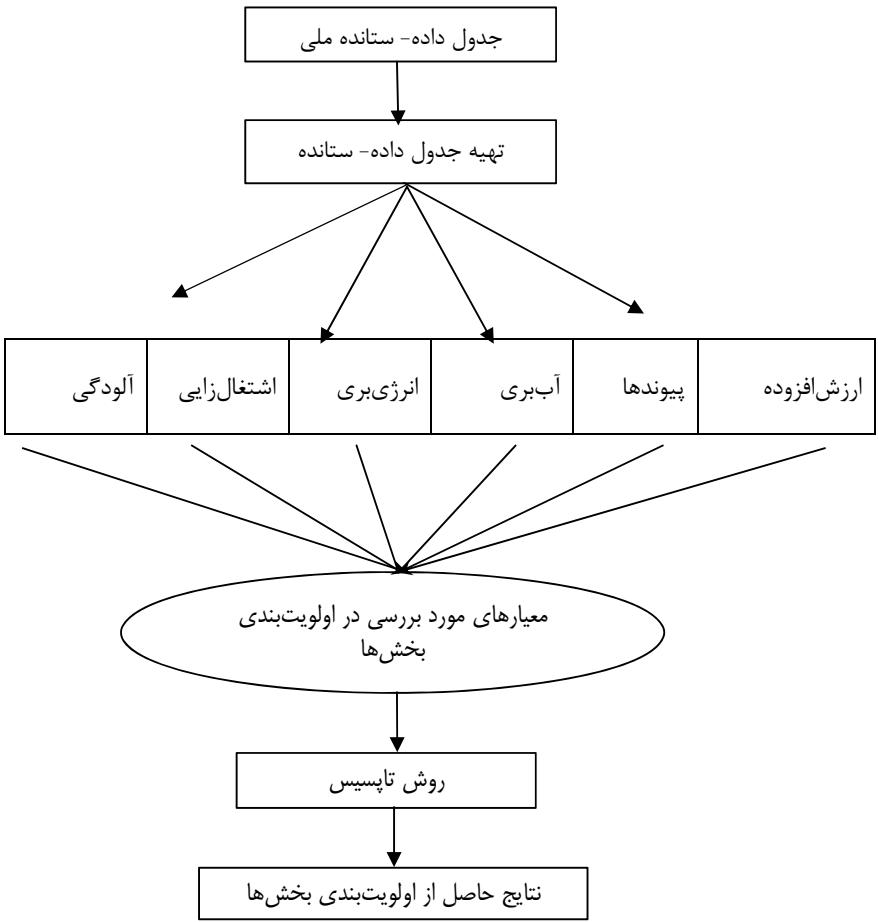 جدول داده- ستانده ملی
تهیه جدول داده- ستانده
ارزش‌افزوده
پیوندها
آب‌بری
انرژی‌بری
اشتغال‌زایی
آلودگی
معیارهای مورد بررسی در اولویت‌بندی
بخش‌ها
روش تاپسیس
نتایج حاصل از اولویت‌بندی بخش‌ها